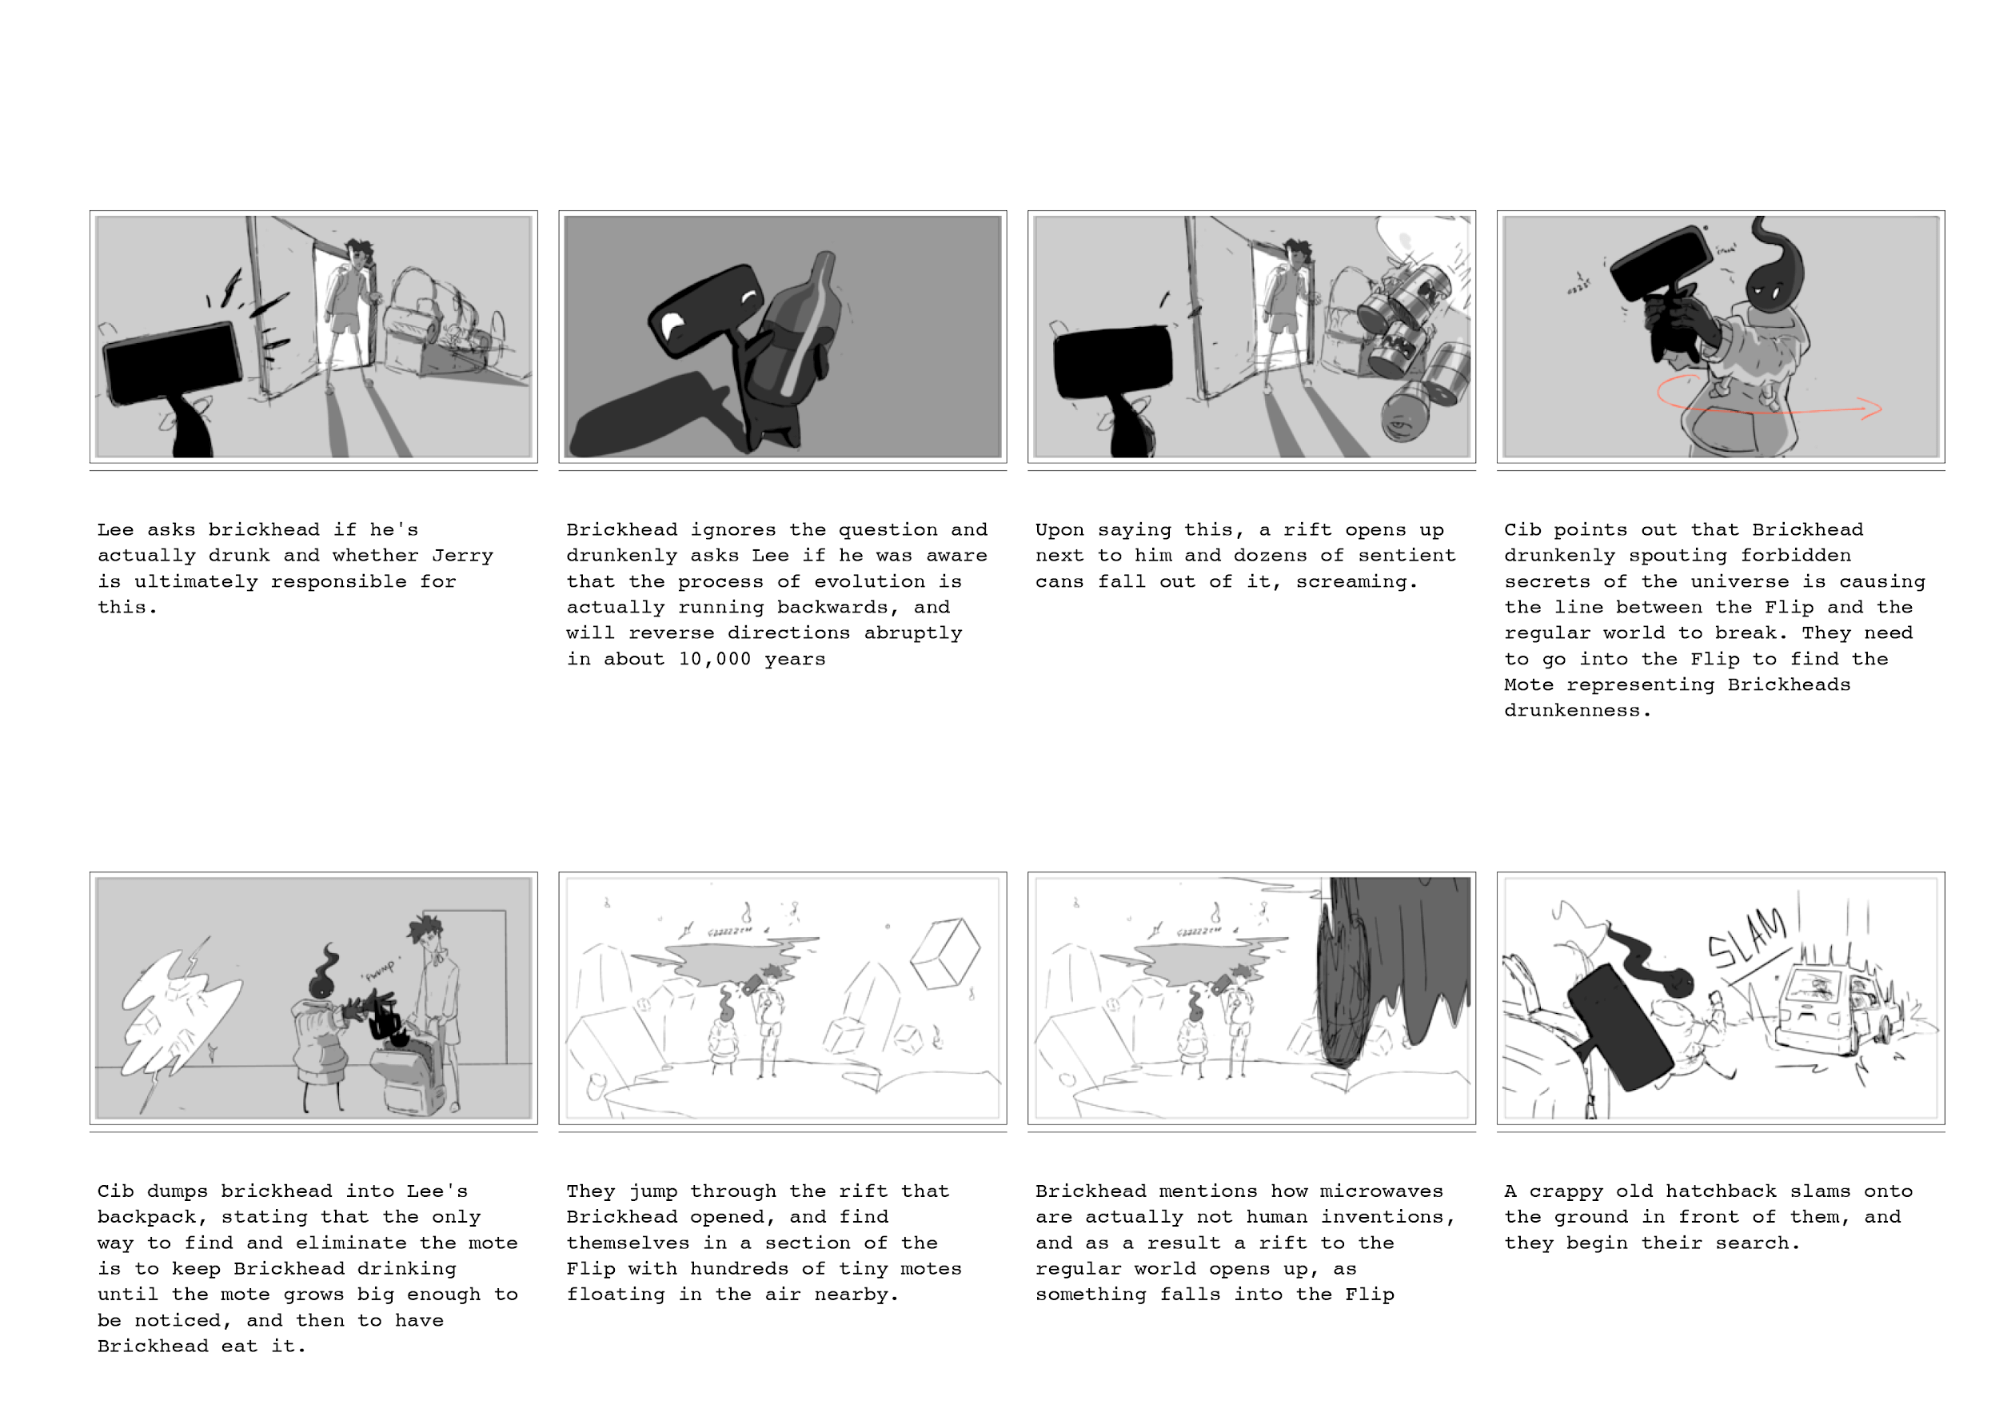 Lee asks brickhead if he's
actually drunk and whether Jerry
is ultimately responsible for
this.
Brickhead ignores the question and
drunkenly asks Lee if he was aware
that the process of evolution is
actually running backwards, and
will reverse directions abruptly
in about 10,000 years
Upon saying this, a rift opens up
next to him and dozens of sentient
cans fall out of it, screaming.
Cib points out that Brickhead
drunkenly spouting forbidden
secrets of the universe is causing
the line between the Flip and the
regular world to break. They need
to go into the Flip to find the
Mote representing Brickheads
drunkenness.
Cib dumps brickhead into Lee's
backpack, stating that the only
way to find and eliminate the mote
is to keep Brickhead drinking
until the mote grows big enough to
be noticed, and then to have
Brickhead eat it.
They jump through the rift that
Brickhead opened, and find
themselves in a section of the
Flip with hundreds of tiny motes
floating in the air nearby.
Brickhead mentions how microwaves
are actually not human inventions,
and as a result a rift to the
regular world opens up, as
something falls into the Flip
SLAM
A crappy old hatchback slams onto
the ground in front of them, and
they begin their search.